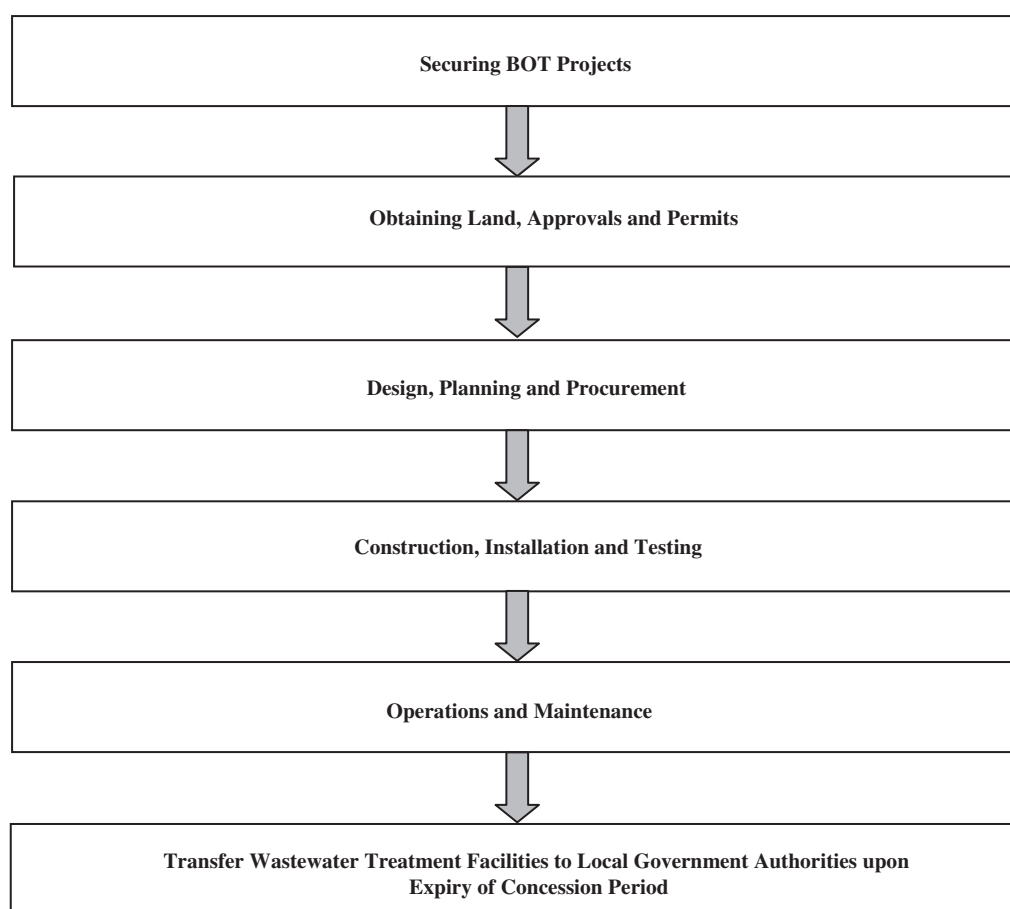 Securing BOT Projects
Obtaining Land, Approvals and Permits
Design, Planning and Procurement
Construction, Installation and Testing
Operations and Maintenance
Transfer Wastewater Treatment Facilities to Local Government Authorities upon
Expiry of Concession Period